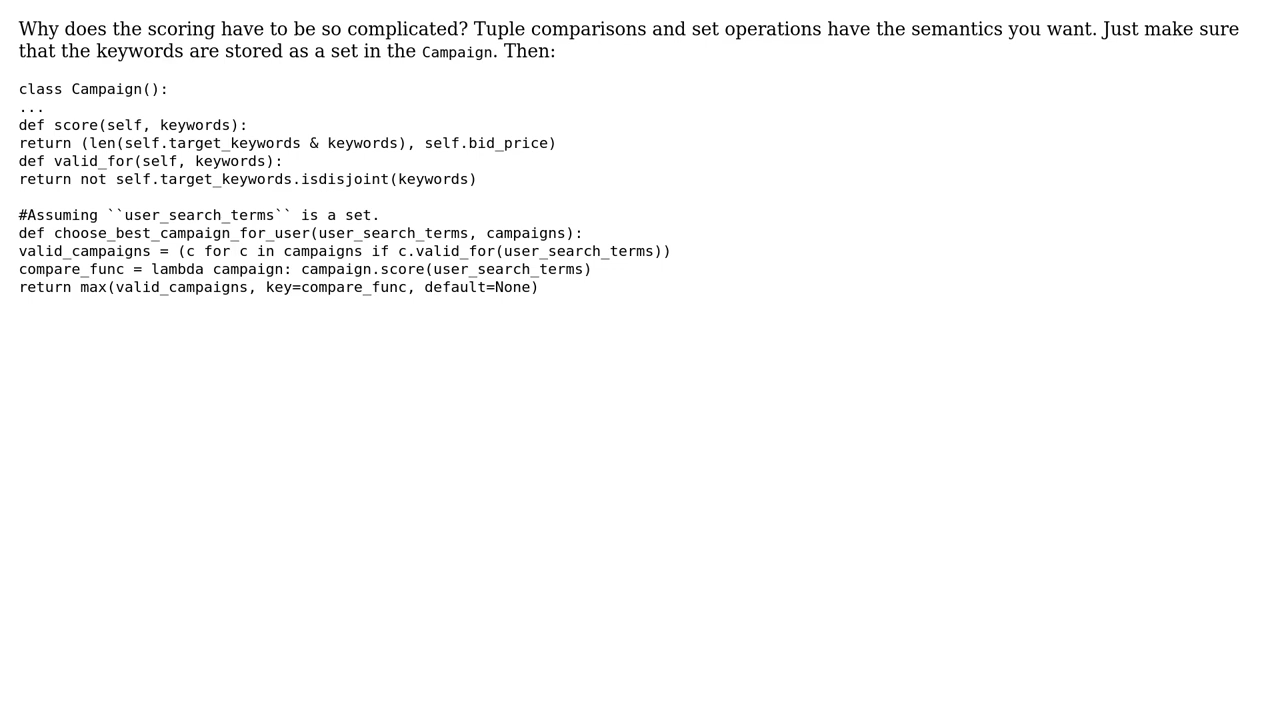 Why does the scoring have to be so complicated? Tuple comparisons and set operations have the semantics you want. Just make sure
that the keywords are stored as a set in the Campaign. Then:
class Campaign():
...
def score(self, keywords):
return (len(self.target_keywords & keywords), self.bid_price)
def valid_for(self, keywords):
return not self.target_keywords.isdisjoint(keywords)
#Assuming ``user_search_terms`` is a set.
def choose_best_campaign_for_user(user_search_terms, campaigns):
valid_campaigns = (c for c in campaigns if c.valid_for(user_search_terms))
compare_func = lambda campaign: campaign.score(user_search_terms)
return max(valid_campaigns, key=compare_func, default=None)